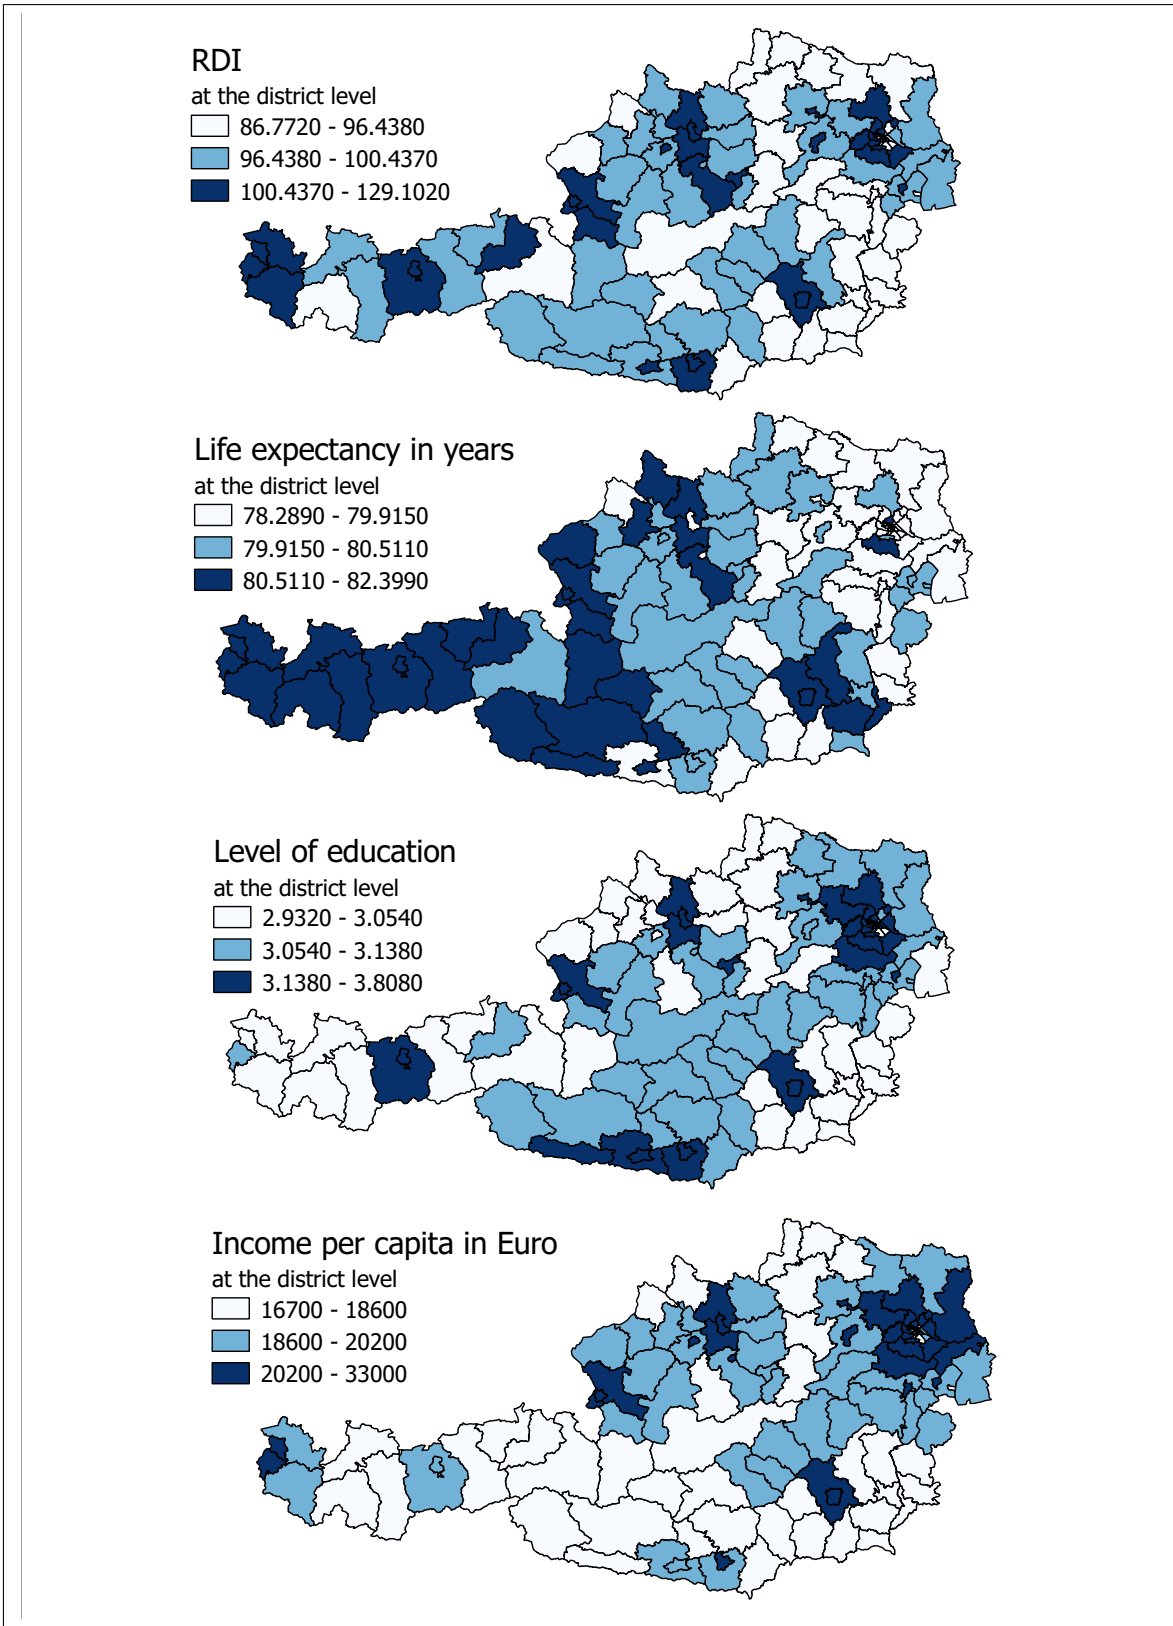 RDI
at the district level
86.7720 - 96.4380
96.4380 - 100.4370
100.4370 - 129.1020
Life expectancy in years
at the district level
78.2890 - 79.9150
79.9150 - 80.5110
80.5110 - 82.3990
Level of education
at the district level
2.9320 - 3.0540
3.0540 - 3.1380
3.1380 - 3.8080
Income per capita in Euro
at the district level
16700 - 18600
18600 - 20200
20200 - 33000